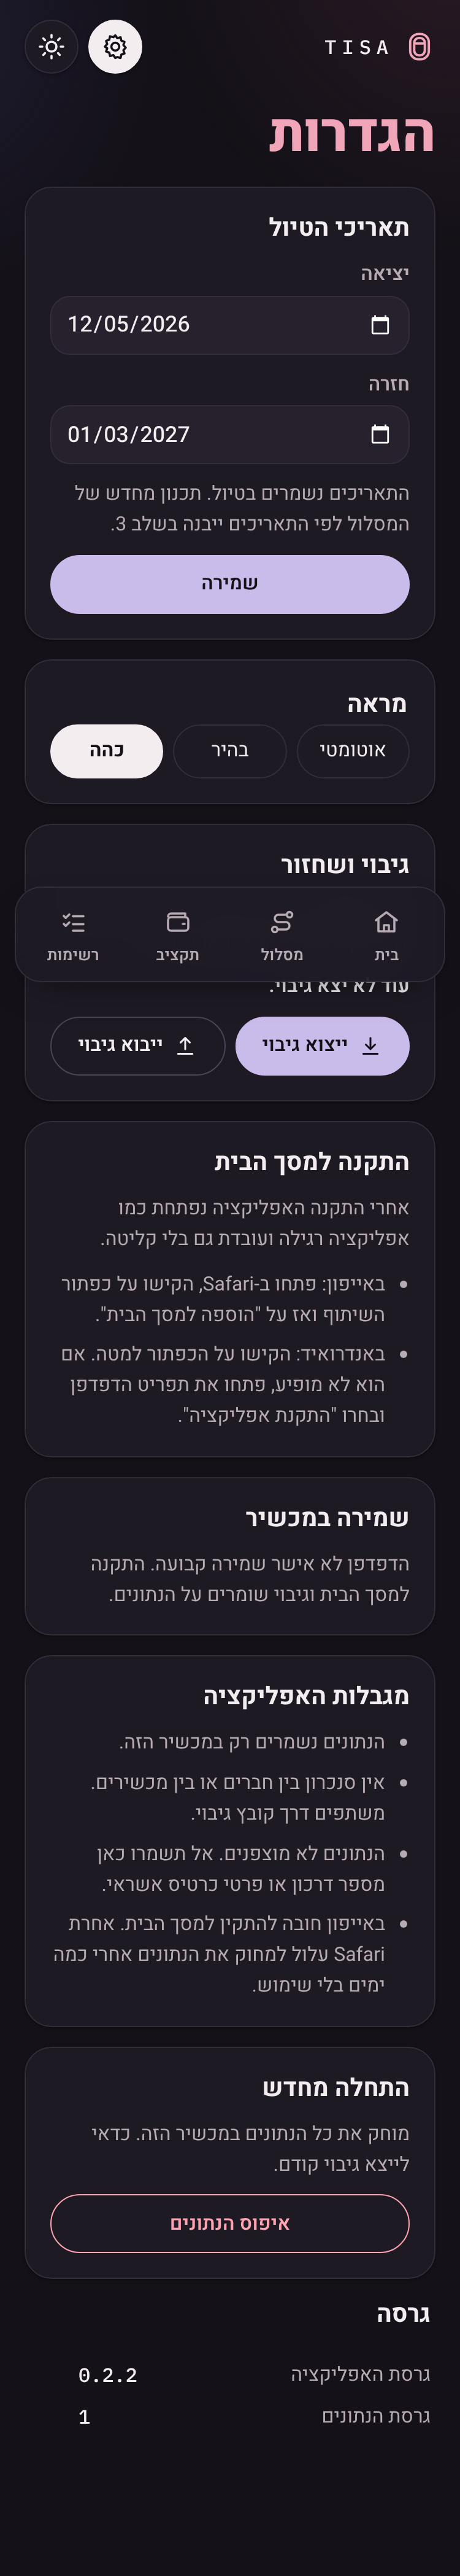 TISA
הגדרות
תאריכי הטיול
יציאה
12/05/2026
חזרה
01/03/2027
התאריכים נשמרים בטיול. תכנון מחדש של
המסלול לפי התאריכים ייבנה בשלב 3.
שמירה
מראה
אוטומטי
בהיר
כהה
גיבוי ושחזור
בית
מסלול
תקציב
רשימות
עוד לא יצא גיבוי.
ייצוא גיבוי
ייבוא גיבוי
התקנה למסך הבית
אחרי התקנה האפליקציה נפתחת כמו
אפליקציה רגילה ועובדת גם בלי קליטה.
• באייפון: פתחו ב-Safari, הקישו על כפתור
השיתוף ואז על "הוספה למסך הבית".
• באנדרואיד: הקישו על הכפתור למטה. אם
הוא לא מופיע, פתחו את תפריט הדפדפן
ובחרו "התקנת אפליקציה".
שמירה במכשיר
הדפדפן לא אישר שמירה קבועה. התקנה
למסך הבית וגיבוי שומרים על הנתונים.
מגבלות האפליקציה
• הנתונים נשמרים רק במכשיר הזה.
• אין סנכרון בין חברים או בין מכשירים.
משתפים דרך קובץ גיבוי.
• הנתונים לא מוצפנים. אל תשמרו כאן
מספר דרכון או פרטי כרטיס אשראי.
• באייפון חובה להתקין למסך הבית. אחרת
Safari עלול למחוק את הנתונים אחרי כמה
ימים בלי שימוש.
התחלה מחדש
מוחק את כל הנתונים במכשיר הזה. כדאי
לייצא גיבוי קודם.
איפוס הנתונים
גרסה
גרסת האפליקציה 0.2.2
גרסת הנתונים 1